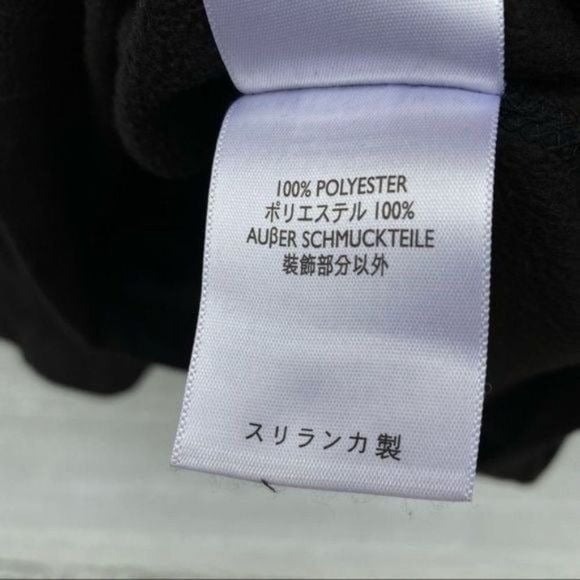 100% POLYESTER
ポリエステル 100%
AUβER SCHMUCKTEILE
装飾部分以外
スリランカ製